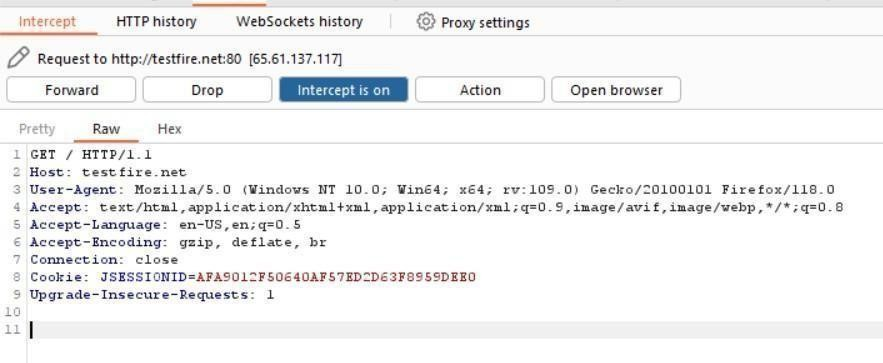 Intercept HTTP history WebSockets history Proxy settings
Request to http://testfire.net:80 [65.61.137.117]
Forward Drop Intercept is on Action Open browser
Pretty Raw Hex
1 GET / HTTP/1.1
2 Host: testfire.net
3 User-Agent: Mozilla/5.0 (Windows NT 10.0; Win64; x64; rv:109.0) Gecko/20100101 Firefox/118.0
4 Accept: text/html,application/xhtml+xml,application/xml;q=0.9,image/avif,image/webp,*/*;q=0.8
5 Accept-Language: en-US,en;q=0.5
6 Accept-Encoding: gzip, deflate, br
7 Connection: close
8 Cookie: JSESSIONID=AFA9012F50640AF57ED2D63F8959DEE0
9 Upgrade-Insecure-Requests: 1
10
11